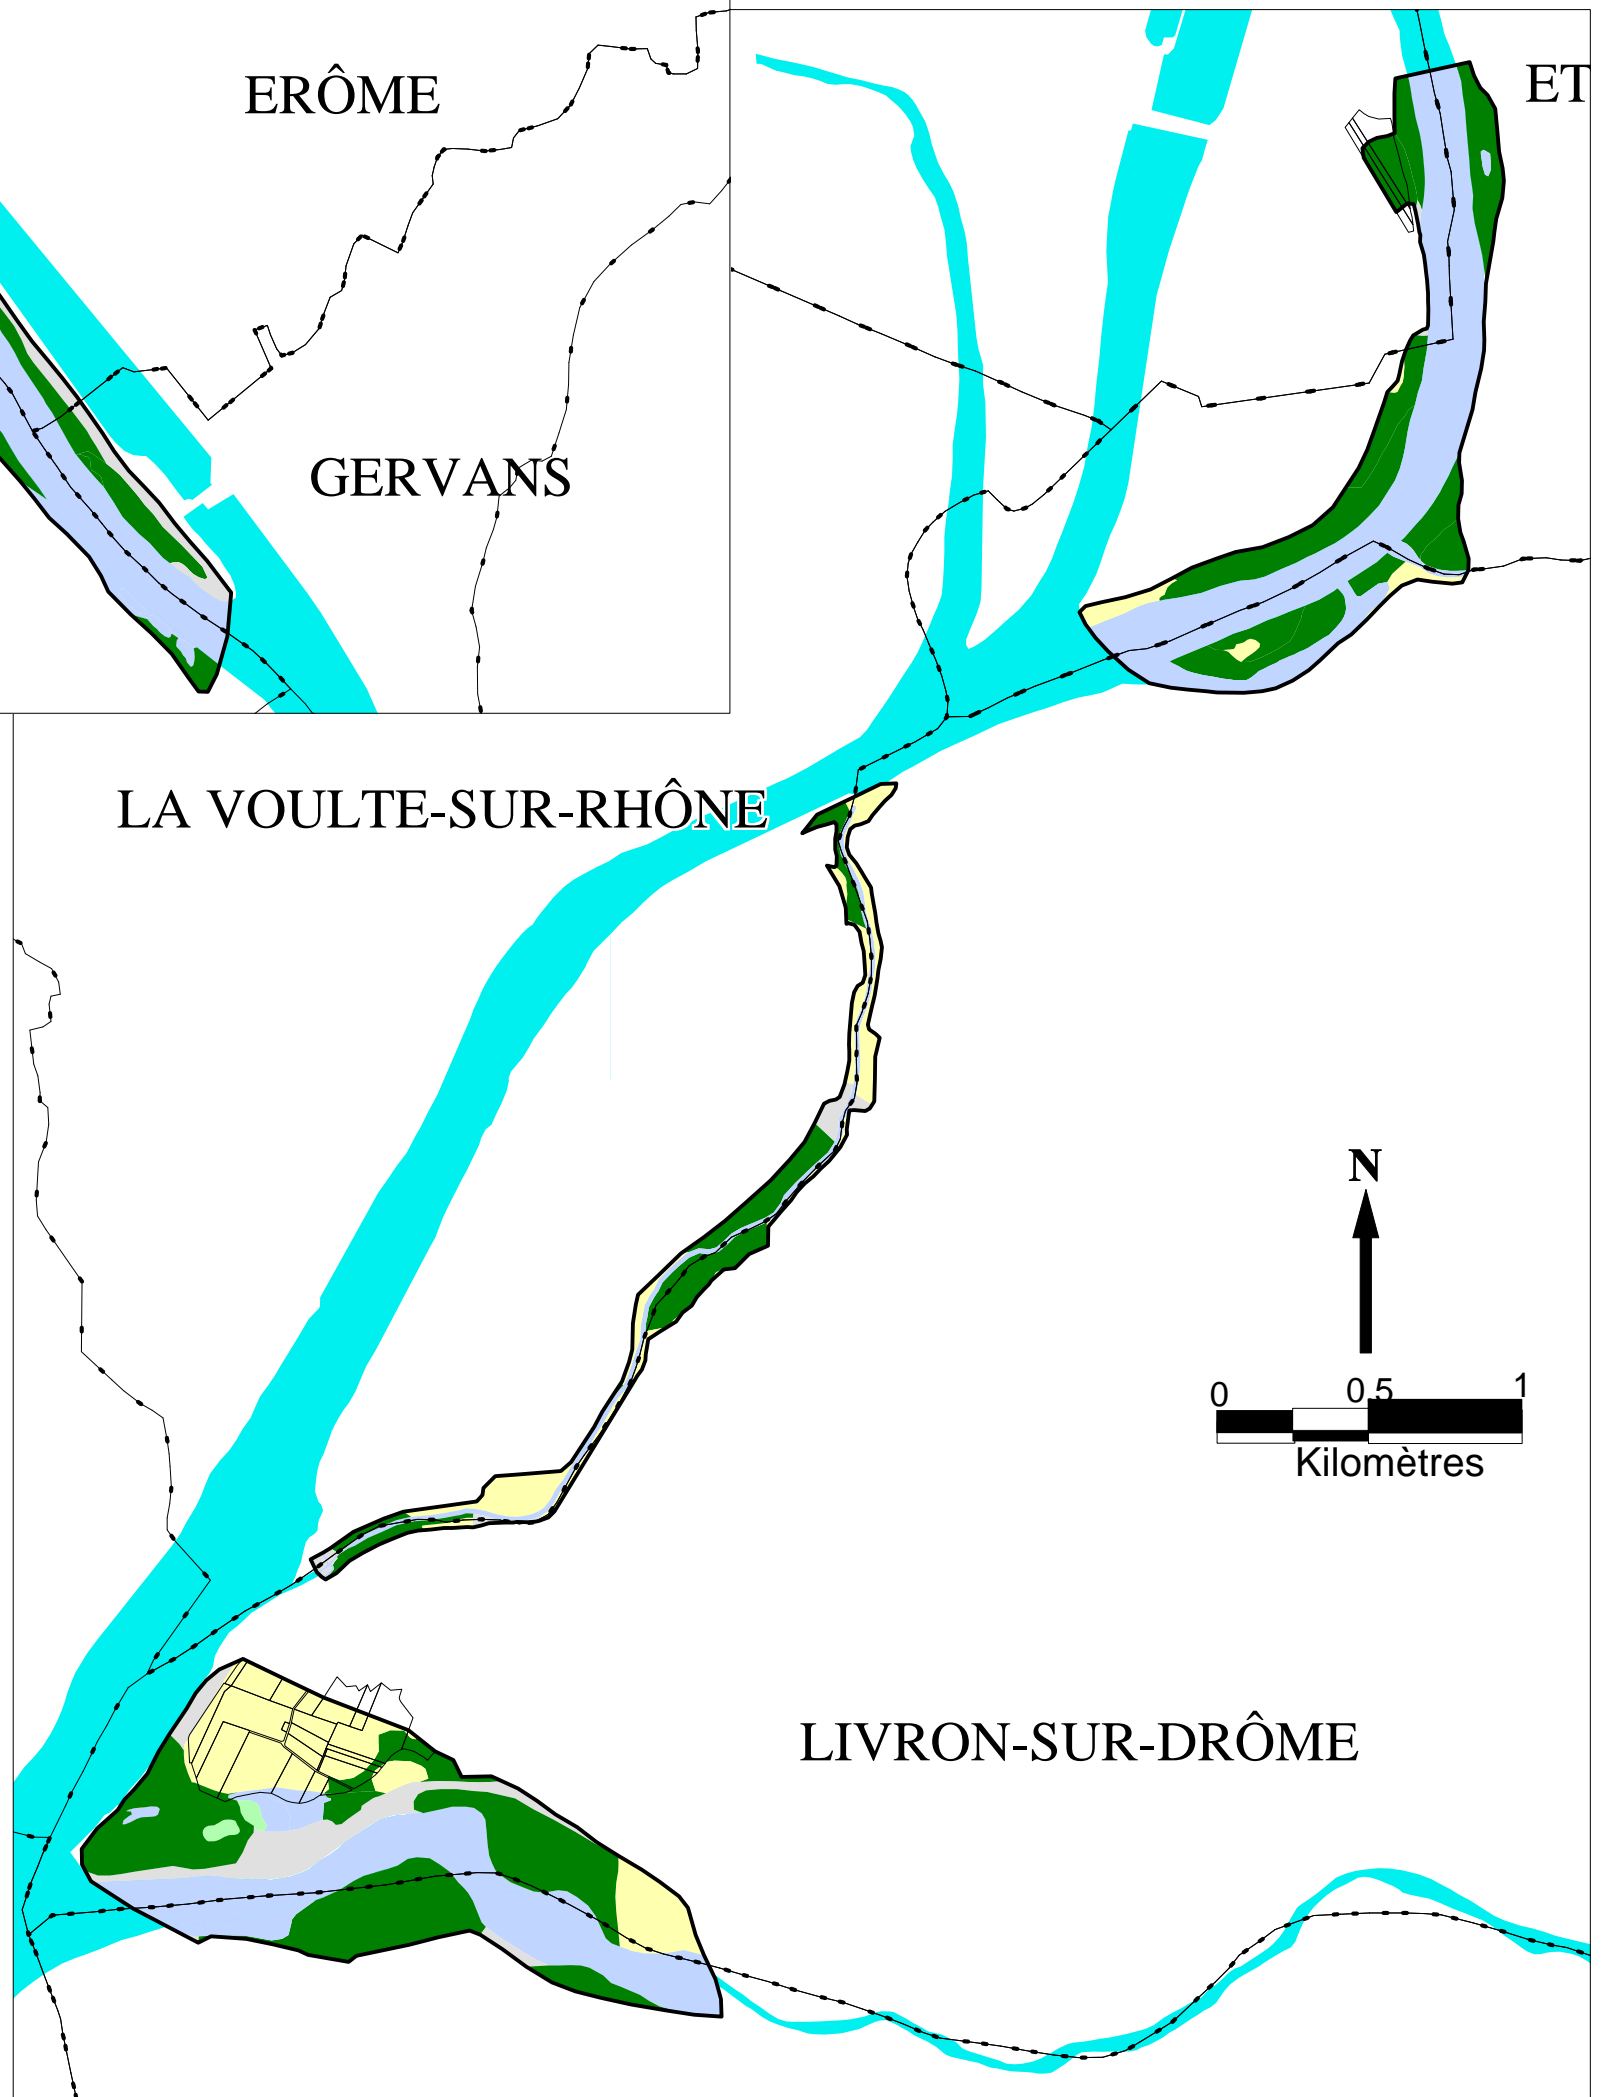 ERÔME
ET
GERVANS
LA VOULTE-SUR-RHÔNE
N
0 0.5 1
Kilomètres
LIVRON-SUR-DRÔME